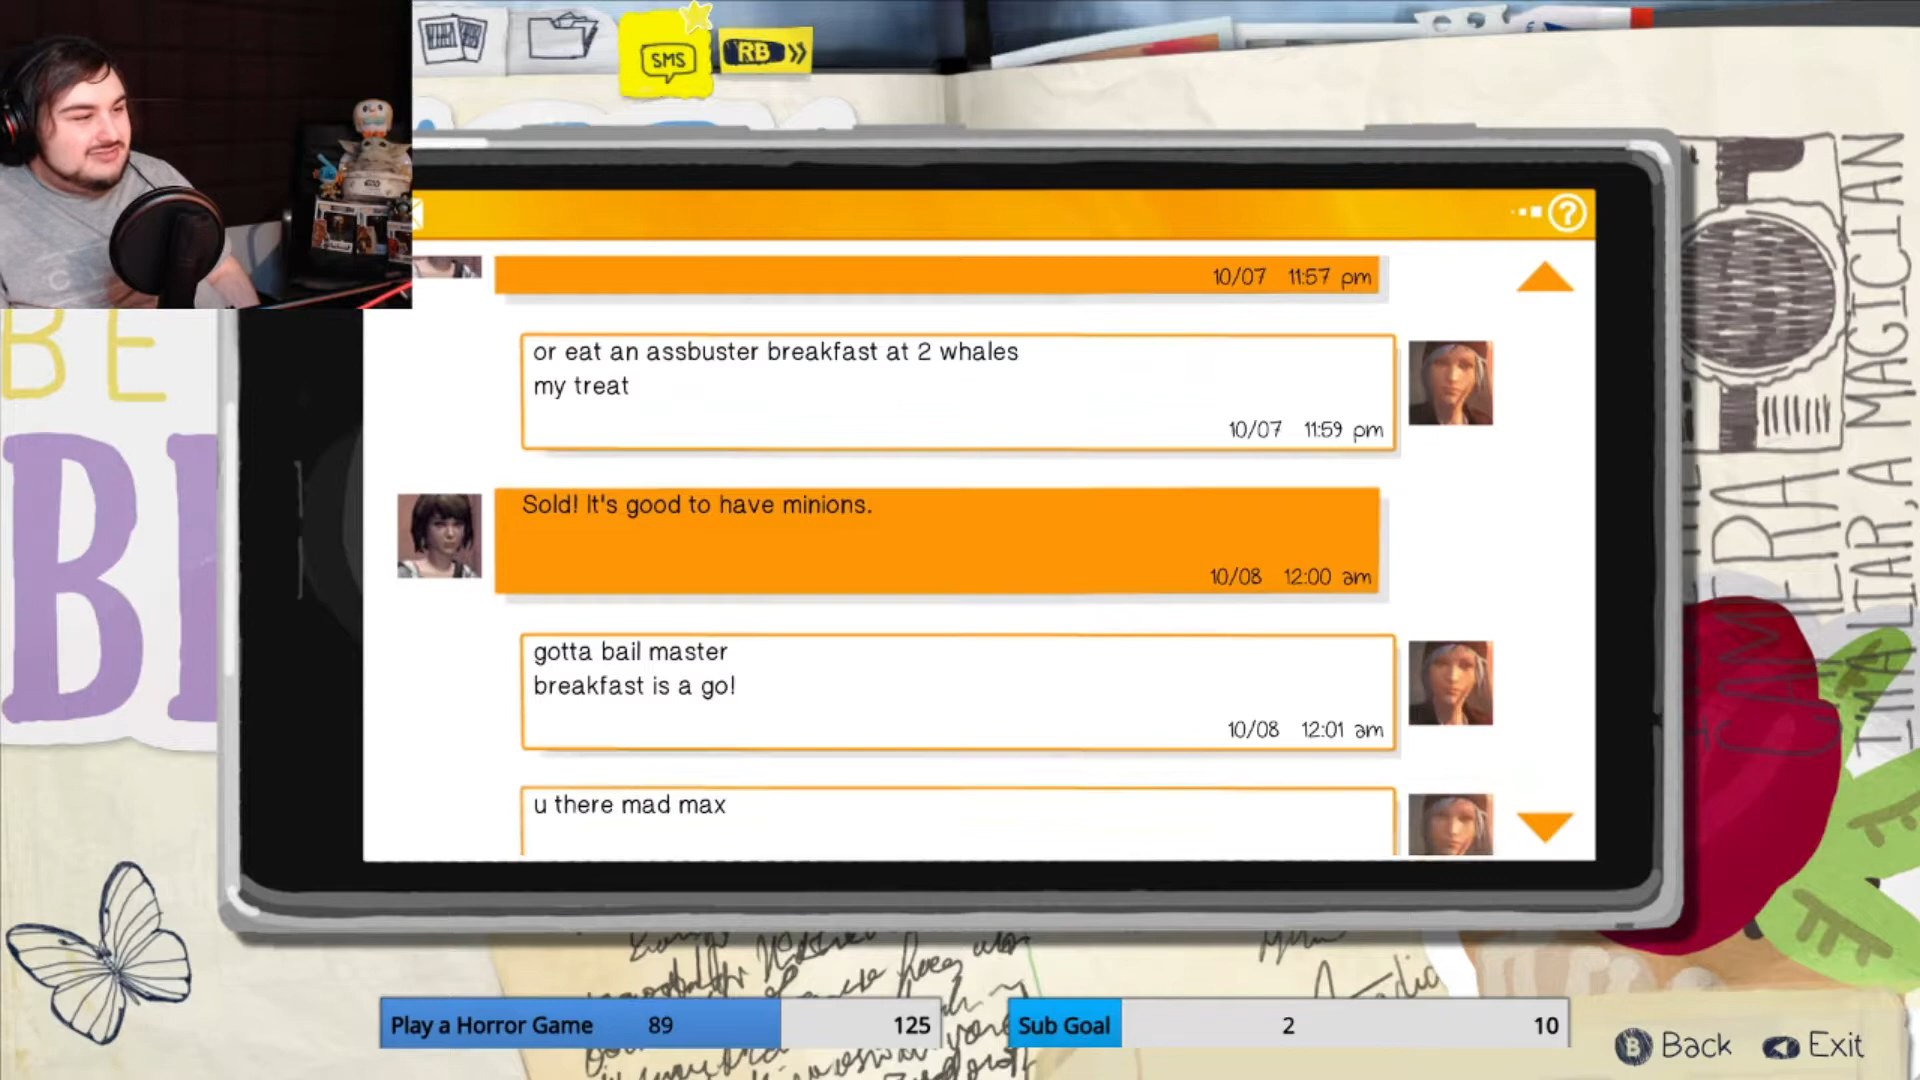 SMS
RB
?
10/07 11:57 pm
or eat an assbuster breakfast at 2 whales
my treat
10/07 11:59 pm
Sold! It's good to have minions.
10/08 12:00 am
gotta bail master
breakfast is a go!
10/08 12:01 am
u there mad max
BE
CAMERA
LIAR, A MAGICIAN
Play a Horror Game 89 125
Sub Goal 2 10
B Back
Exit